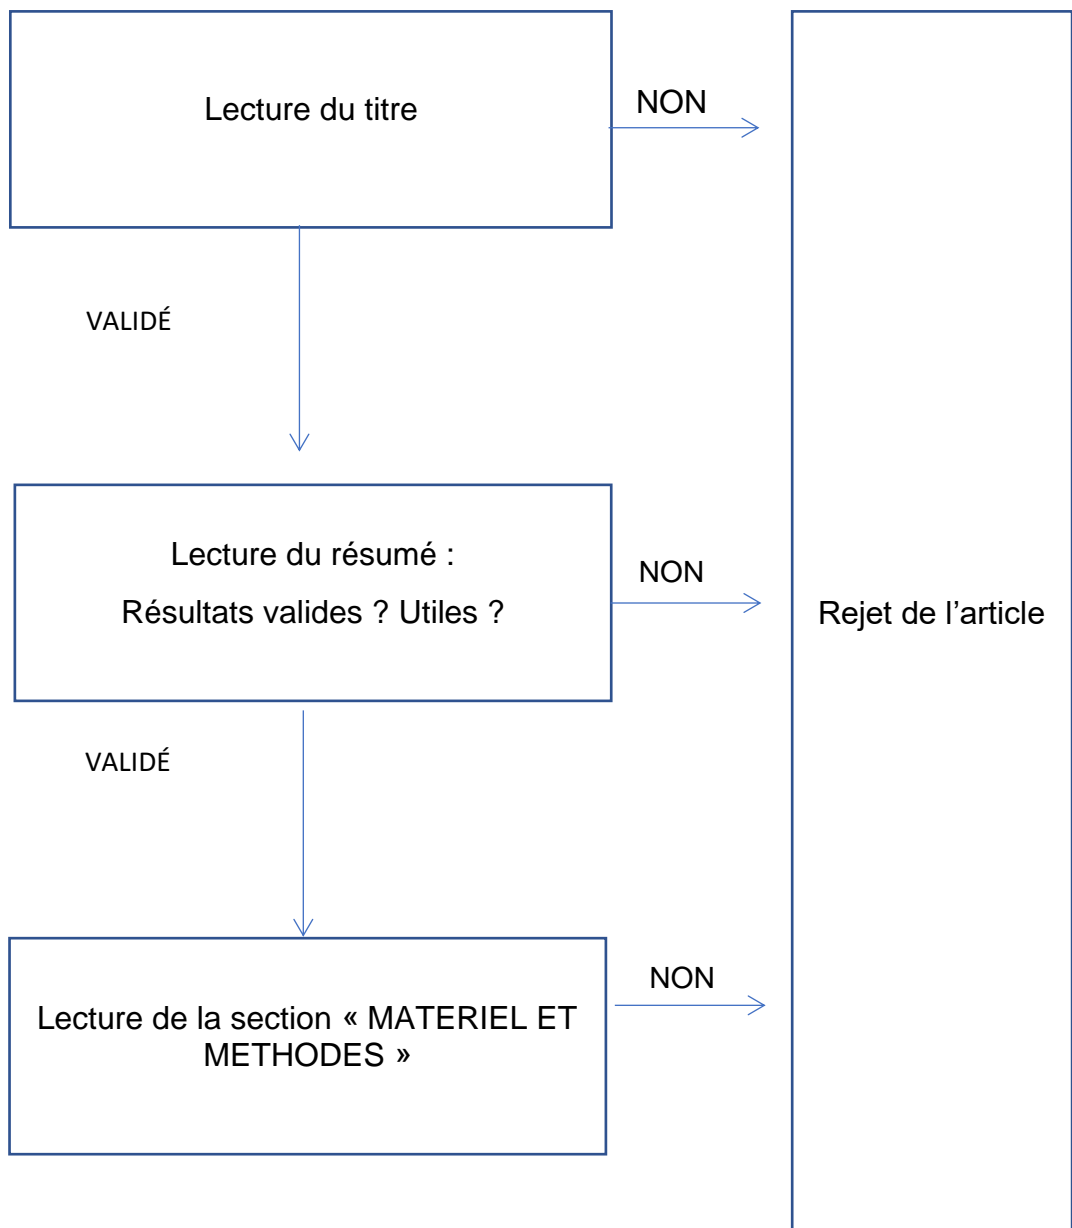 Lecture du titre
NON
VALIDÉ
Lecture du résumé :
Résultats valides ? Utiles ?
NON
Rejet de l’article
VALIDÉ
Lecture de la section « MATERIEL ET
METHODES »
NON